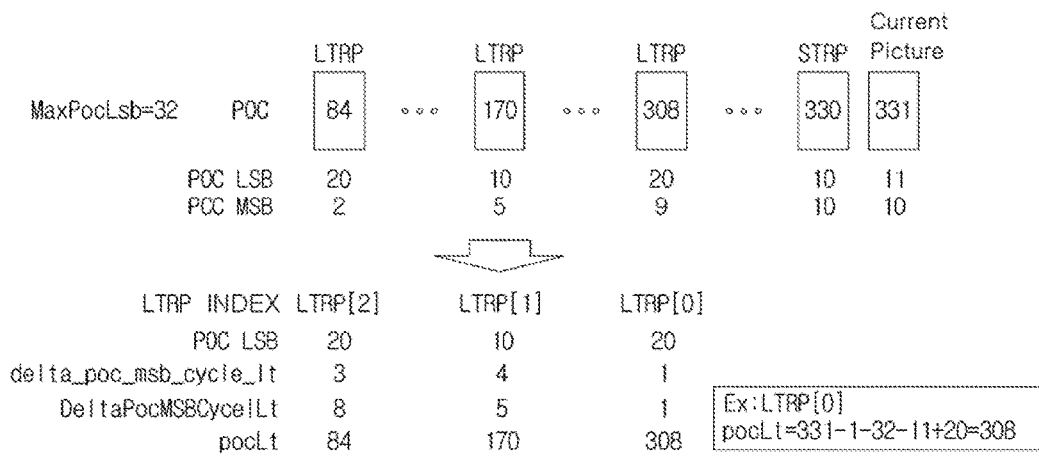 Current
LTRP LTRP LTRP STRP Picture
MaxPocLsb=32 POC 84 ∘∘∘ 170 ∘∘∘ 308 ∘∘∘ 330 331
POC LSB 20 10 20 10 11
POC MSB 2 5 9 10 10
LTRP INDEX LTRP[2] LTRP[1] LTRP[0]
POC LSB 20 10 20
delta_poc_msb_cycle_lt 3 4 1
DeltaPocMSBCycelLt 8 5 1
pocLt 84 170 308
Ex:LTRP[0]
pocLt=331-1-32-11+20=308